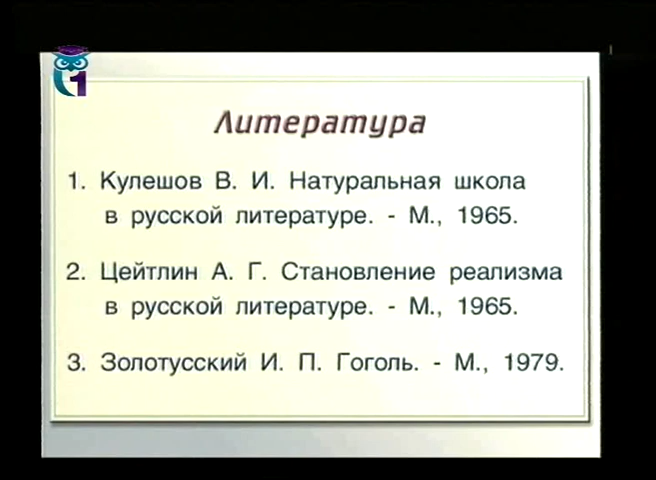 1
Литература
1. Кулешов В. И. Натуральная школа
в русской литературе. - М., 1965.
2. Цейтлин А. Г. Становление реализма
в русской литературе. - М., 1965.
3. Золотусский И. П. Гоголь. - М., 1979.